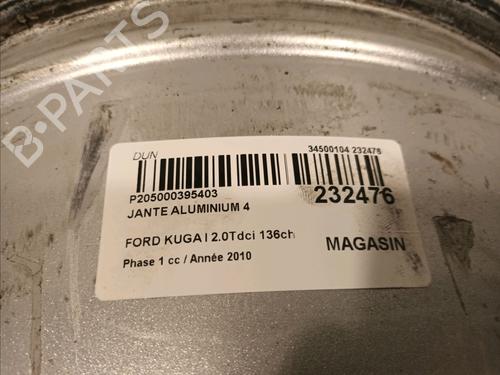 B-PARTS
DUN
34500104 232476
P205000395403
232476
JANTE ALUMINIUM 4
FORD KUGA I 2.0Tdci 136ch
MAGASIN
Phase 1 cc / Année 2010